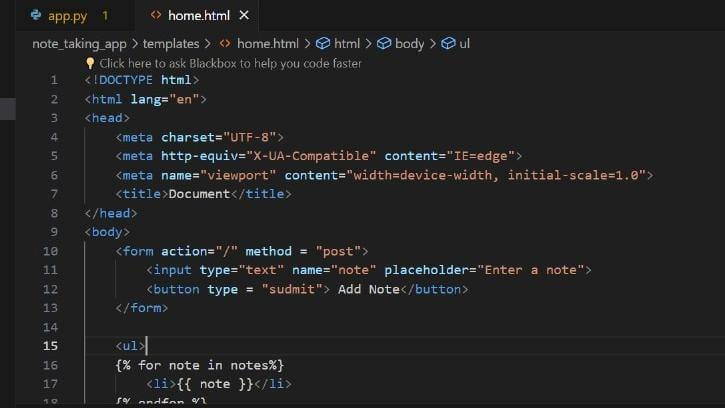 app.py 1 <> home.html ×
note_taking_app > templates > <> home.html > html > body > ul
Click here to ask Blackbox to help you code faster
1 <!DOCTYPE html>
2 <html lang="en">
3 <head>
4 <meta charset="UTF-8">
5 <meta http-equiv="X-UA-Compatible" content="IE=edge">
6 <meta name="viewport" content="width=device-width, initial-scale=1.0">
7 <title>Document</title>
8 </head>
9 <body>
10 <form action="/" method = "post">
11 <input type="text" name="note" placeholder="Enter a note">
12 <button type = "sudmit"> Add Note</button>
13 </form>
14
15 <ul>
16 {% for note in notes%}
17 <li>{{ note }}</li>
18 {% endfor %}